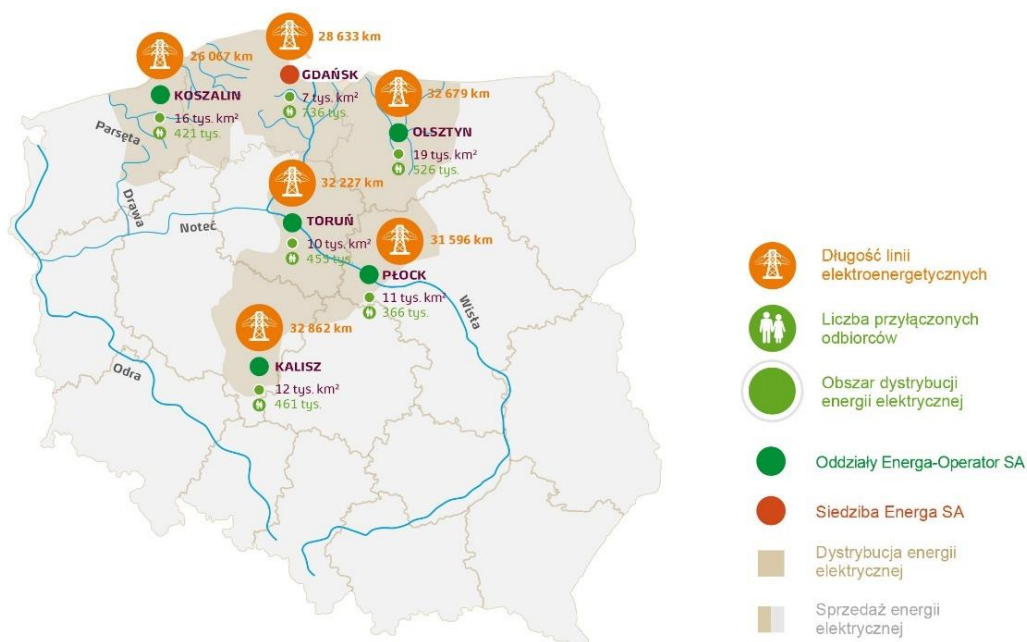 28 633 km
26 067 km
GDAŃSK
7 tys. km²
736 tys.
KOSZALIN
16 tys. km²
421 tys.
32 679 km
OLSZTYN
19 tys. km²
526 tys.
Parsęta
Drawa
Noteć
32 227 km
TORUŃ
10 tys. km²
455 tys.
31 596 km
PŁOCK
11 tys. km²
366 tys.
Wisła
32 862 km
KALISZ
12 tys. km²
461 tys.
Odra
Długość linii
elektroenergetycznych
Liczba przyłączonych
odbiorców
Obszar dystrybucji
energii elektrycznej
Oddziały Energa-Operator SA
Siedziba Energa SA
Dystrybucja energii
elektrycznej
Sprzedaż energii
elektrycznej